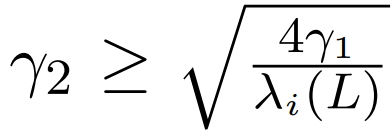 γ₂ ≥ √(4γ₁ / λᵢ(L))